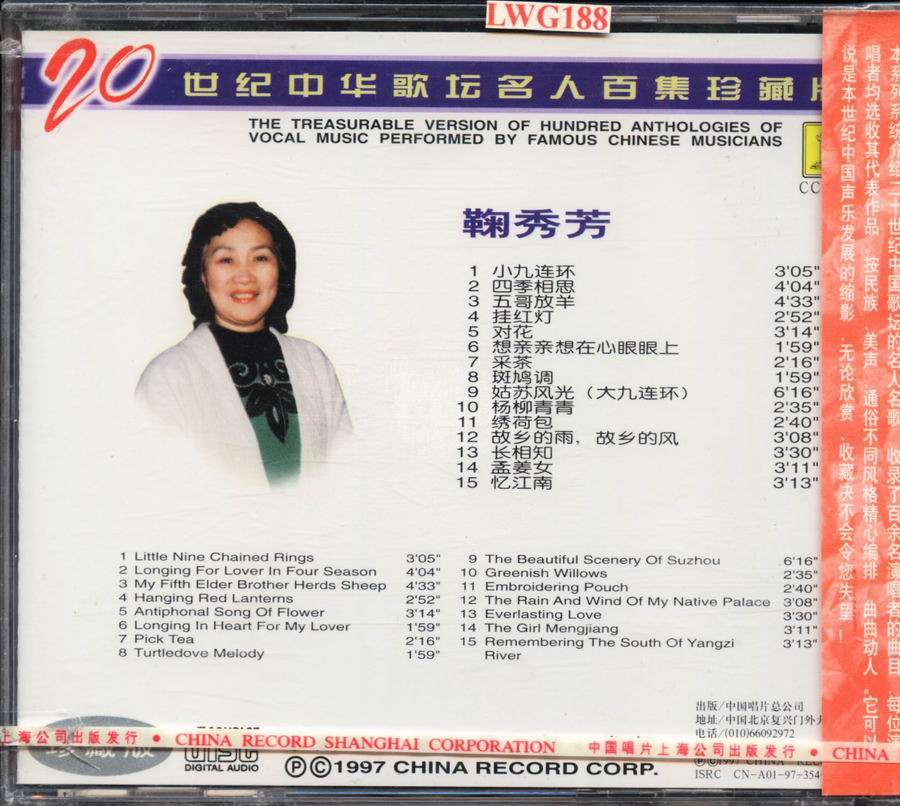 LWG188
20
世纪中华歌坛名人百集珍藏版
THE TREASURABLE VERSION OF HUNDRED ANTHOLOGIES OF
VOCAL MUSIC PERFORMED BY FAMOUS CHINESE MUSICIANS
CC
鞠秀芳
1 小九连环 3'05"
2 四季相思 4'04"
3 五哥放羊 4'33"
4 挂红灯 2'52"
5 对花 3'14"
6 想亲亲想在心眼眼上 1'59"
7 采茶 2'16"
8 斑鸠调 1'59"
9 姑苏风光（大九连环） 6'16"
10 杨柳青青 2'35"
11 绣荷包 2'40"
12 故乡的雨，故乡的风 3'08"
13 长相知 3'30"
14 孟姜女 3'11"
15 忆江南 3'13"
1 Little Nine Chained Rings 3'05"
2 Longing For Lover In Four Season 4'04"
3 My Fifth Elder Brother Herds Sheep 4'33"
4 Hanging Red Lanterns 2'52"
5 Antiphonal Song Of Flower 3'14"
6 Longing In Heart For My Lover 1'59"
7 Pick Tea 2'16"
8 Turtledove Melody 1'59"
9 The Beautiful Scenery Of Suzhou 6'16"
10 Greenish Willows 2'35"
11 Embroidering Pouch 2'40"
12 The Rain And Wind Of My Native Palace 3'08"
13 Everlasting Love 3'30"
14 The Girl Mengjiang 3'11"
15 Remembering The South Of Yangzi 3'13"
River
本系列系统介绍二十世纪中国歌坛的名人名歌、收录了百余名演唱者的曲目、每位演
唱者均选收其代表作品。按民族、美声、通俗不同风格精心编排、曲曲动人。它可以
说是本世纪中国声乐发展的缩影、无论欣赏、收藏决不会令您失望！
出版/中国唱片总公司
地址/中国北京复兴门外大
电话/(010)66092972
上海公司出版发行 • CHINA RECORD SHANGHAI CORPORATION 中国唱片上海公司出版发行 • CHINA
珍藏版
DIGITAL AUDIO
ⓅⒸ1997 CHINA RECORD CORP.
ISRC CN-A01-97-354-